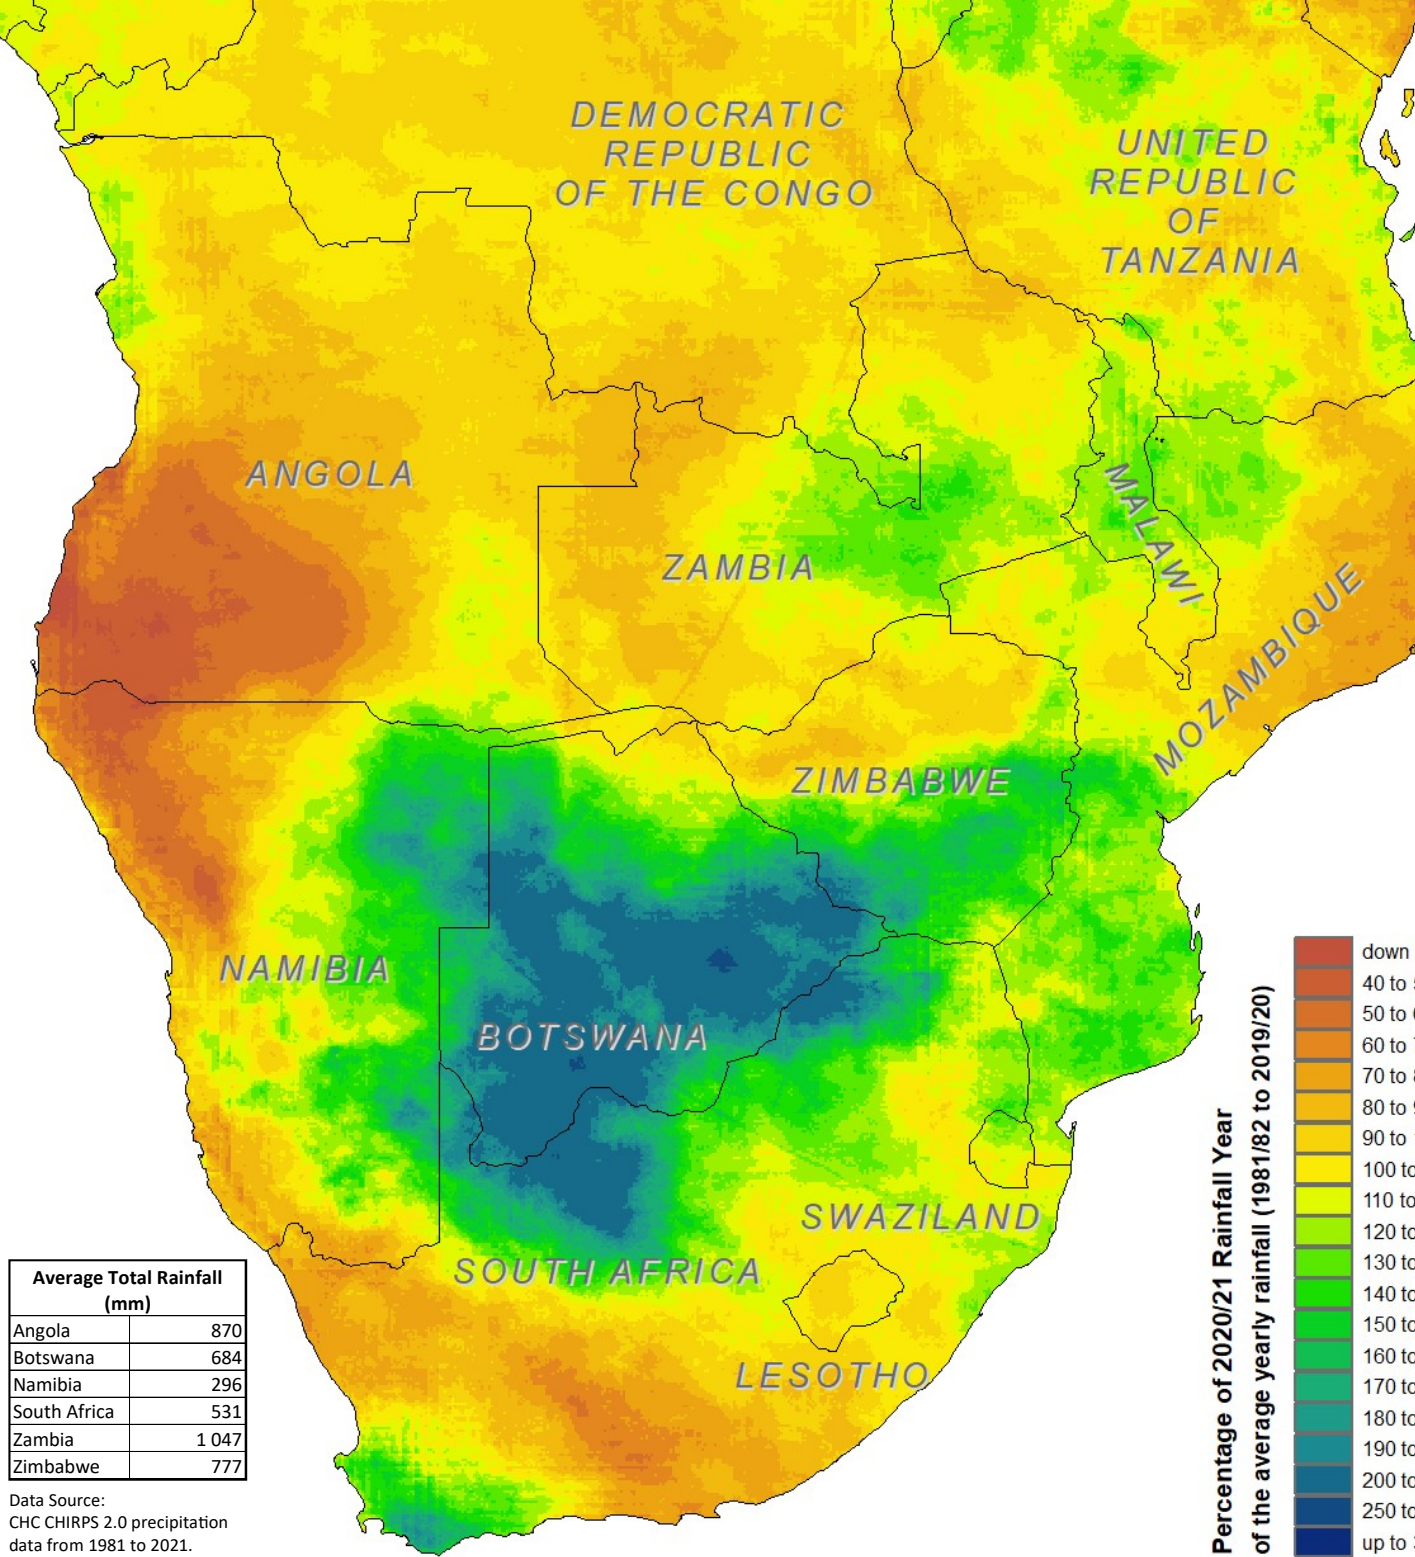 DEMOCRATIC
REPUBLIC
OF THE CONGO
UNITED
REPUBLIC
OF
TANZANIA
ANGOLA
ZAMBIA
MALAWI
MOZAMBIQUE
ZIMBABWE
NAMIBIA
BOTSWANA
SWAZILAND
SOUTH AFRICA
LESOTHO
Average Total Rainfall
(mm)
Angola 870
Botswana 684
Namibia 296
South Africa 531
Zambia 1 047
Zimbabwe 777
Data Source:
CHC CHIRPS 2.0 precipitation
data from 1981 to 2021.
Percentage of 2020/21 Rainfall Year
of the average yearly rainfall (1981/82 to 2019/20)
down
40 to
50 to
60 to
70 to
80 to
90 to
100 to
110 to
120 to
130 to
140 to
150 to
160 to
170 to
180 to
190 to
200 to
250 to
up to